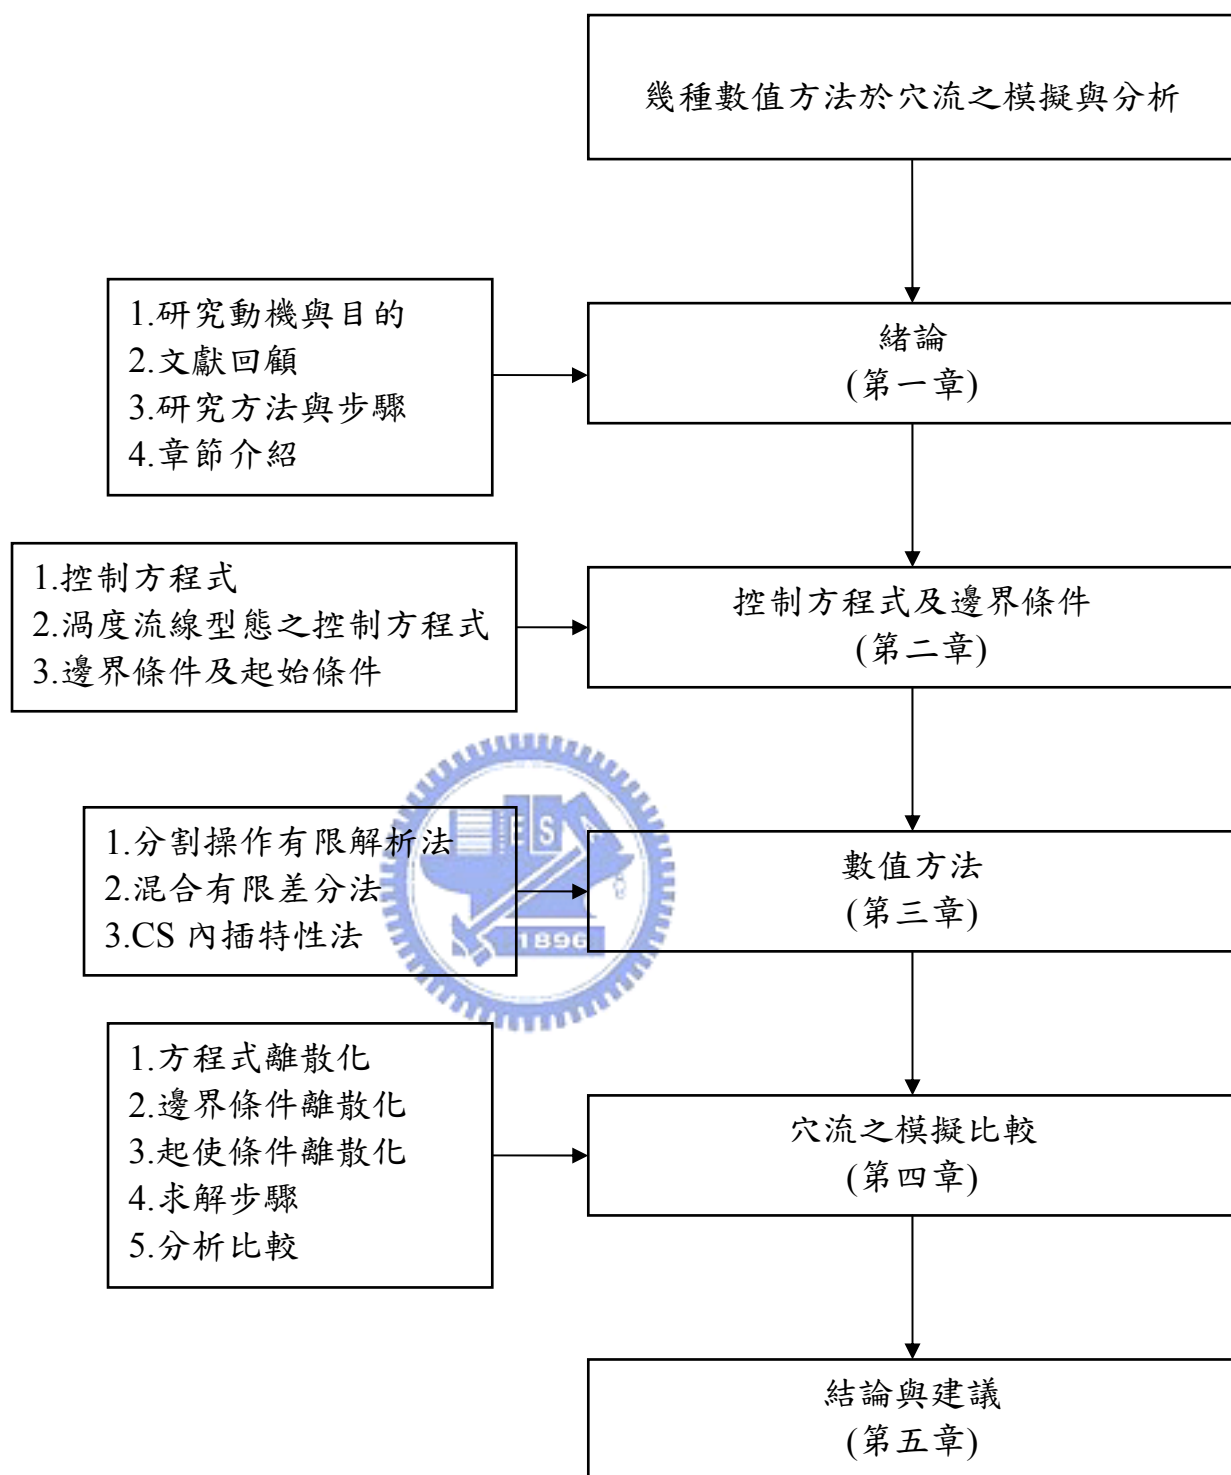 幾種數值方法於穴流之模擬與分析
1.研究動機與目的
2.文獻回顧
3.研究方法與步驟
4.章節介紹
緒論
(第一章)
1.控制方程式
2.渦度流線型態之控制方程式
3.邊界條件及起始條件
控制方程式及邊界條件
(第二章)
1.分割操作有限解析法
2.混合有限差分法
3.CS 內插特性法
數值方法
(第三章)
ES
1896
1.方程式離散化
2.邊界條件離散化
3.起使條件離散化
4.求解步驟
5.分析比較
穴流之模擬比較
(第四章)
結論與建議
(第五章)